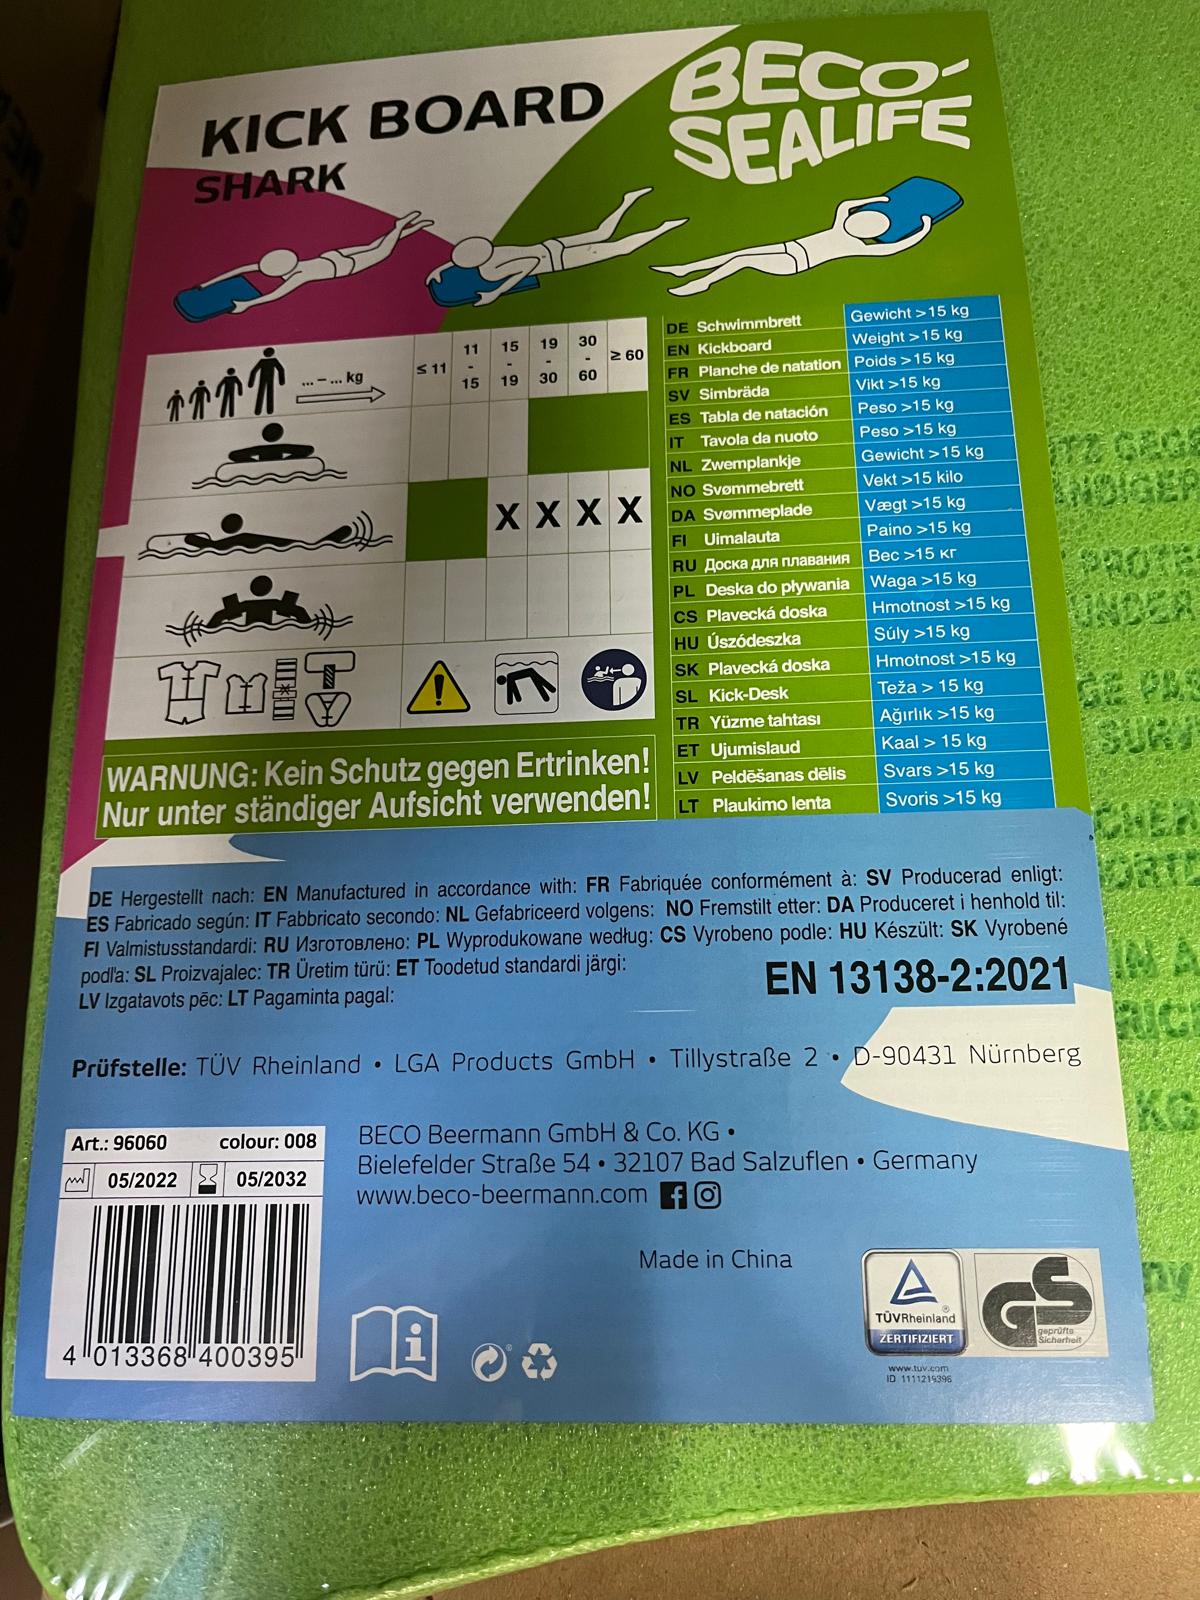 KICK BOARD
SHARK
BECO-
SEALIFE
... – ... kg
≤ 11
11 - 15
15 - 19
19 - 30
30 - 60
≥ 60
X X X X
DE Schwimmbrett Gewicht >15 kg
EN Kickboard Weight >15 kg
FR Planche de natation Poids >15 kg
SV Simbräda Vikt >15 kg
ES Tabla de natación Peso >15 kg
IT Tavola da nuoto Peso >15 kg
NL Zwemplankje Gewicht >15 kg
NO Svømmebrett Vekt >15 kilo
DA Svømmeplade Vægt >15 kg
FI Uimalauta Paino >15 kg
RU Доска для плавания Вес >15 кг
PL Deska do pływania Waga >15 kg
CS Plavecká doska Hmotnost >15 kg
HU Úszódeszka Súly >15 kg
SK Plavecká doska Hmotnost >15 kg
SL Kick-Desk Teža > 15 kg
TR Yüzme tahtası Ağırlık >15 kg
ET Ujumislaud Kaal > 15 kg
LV Peldēšanas dēlis Svars >15 kg
LT Plaukimo lenta Svoris >15 kg
WARNUNG: Kein Schutz gegen Ertrinken!
Nur unter ständiger Aufsicht verwenden!
DE Hergestellt nach: EN Manufactured in accordance with: FR Fabriquée conformément à: SV Producerad enligt:
ES Fabricado según: IT Fabbricato secondo: NL Gefabriceerd volgens: NO Fremstilt etter: DA Produceret i henhold til:
FI Valmistusstandardi: RU Изготовлено: PL Wyprodukowane według: CS Vyrobeno podle: HU Készült: SK Vyrobené
podľa: SL Proizvajalec: TR Üretim türü: ET Toodetud standardi järgi:
LV Izgatavots pēc: LT Pagaminta pagal:
EN 13138-2:2021
Prüfstelle: TÜV Rheinland • LGA Products GmbH • Tillystraße 2 • D-90431 Nürnberg
Art.: 96060 colour: 008
05/2022 05/2032
4 013368 400395
BECO Beermann GmbH & Co. KG •
Bielefelder Straße 54 • 32107 Bad Salzuflen • Germany
www.beco-beermann.com
Made in China
TÜVRheinland
ZERTIFIZIERT
GS
geprüfte
Sicherheit
www.tuv.com
ID 1111219396